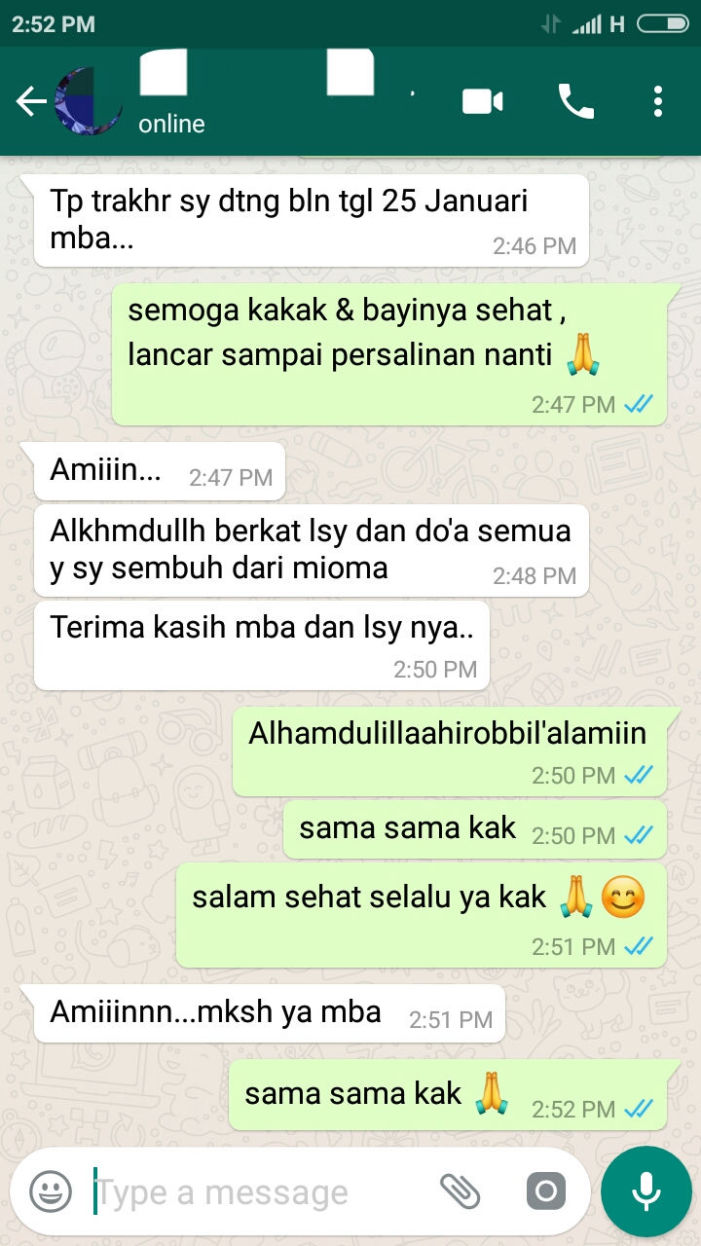 2:52 PM
H
online
Tp trakhr sy dtng bln tgl 25 Januari
mba...
2:46 PM
semoga kakak & bayinya sehat ,
lancar sampai persalinan nanti 🙏
2:47 PM
Amiiin... 2:47 PM
Alkhmdullh berkat lsy dan do'a semua
y sy sembuh dari mioma 2:48 PM
Terima kasih mba dan lsy nya..
2:50 PM
Alhamdulillaahirobbil'alamiin
2:50 PM
sama sama kak 2:50 PM
salam sehat selalu ya kak 🙏😊
2:51 PM
Amiiinnn...mksh ya mba 2:51 PM
sama sama kak 🙏 2:52 PM
Type a message